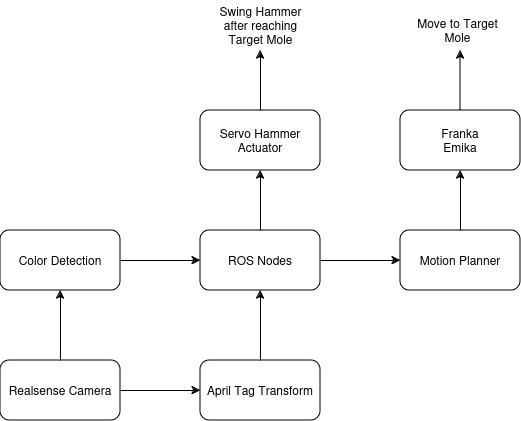 Swing Hammer
after reaching
Target Mole
Move to Target
Mole
Servo Hammer
Actuator
Franka
Emika
Color Detection
ROS Nodes
Motion Planner
Realsense Camera
April Tag Transform